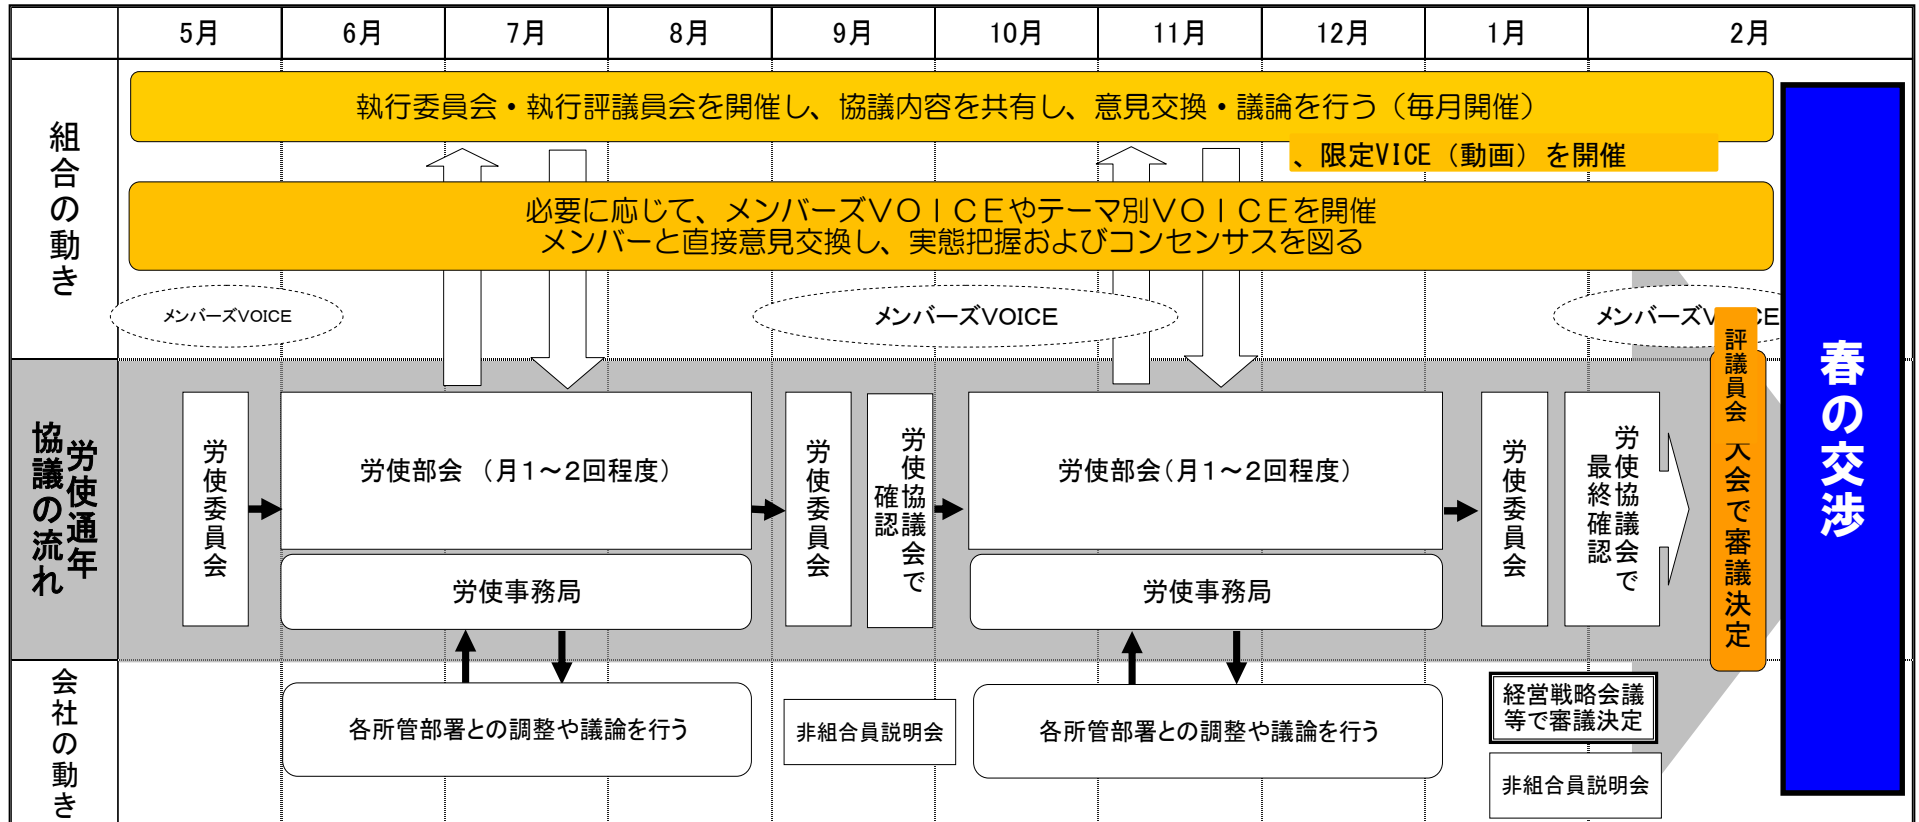 5月 6月 7月 8月 9月 10月 11月 12月 1月 2月
組合の動き
執行委員会・執行評議員会を開催し、協議内容を共有し、意見交換・議論を行う（毎月開催）
、限定VICE（動画）を開催
必要に応じて、メンバーズＶＯＩＣＥやテーマ別ＶＯＩＣＥを開催
メンバーと直接意見交換し、実態把握およびコンセンサスを図る
メンバーズVOICE
メンバーズVOICE
メンバーズV CE
労使通年
協議の流れ
労使委員会
労使部会 （月１～２回程度）
労使事務局
労使委員会
労使協議会で
確認
労使部会（月１～２回程度）
労使事務局
労使委員会
労使協議会で
最終確認
評議員会
大会で審議決定
春の交渉
会社の動き
各所管部署との調整や議論を行う
非組合員説明会
各所管部署との調整や議論を行う
経営戦略会議
等で審議決定
非組合員説明会